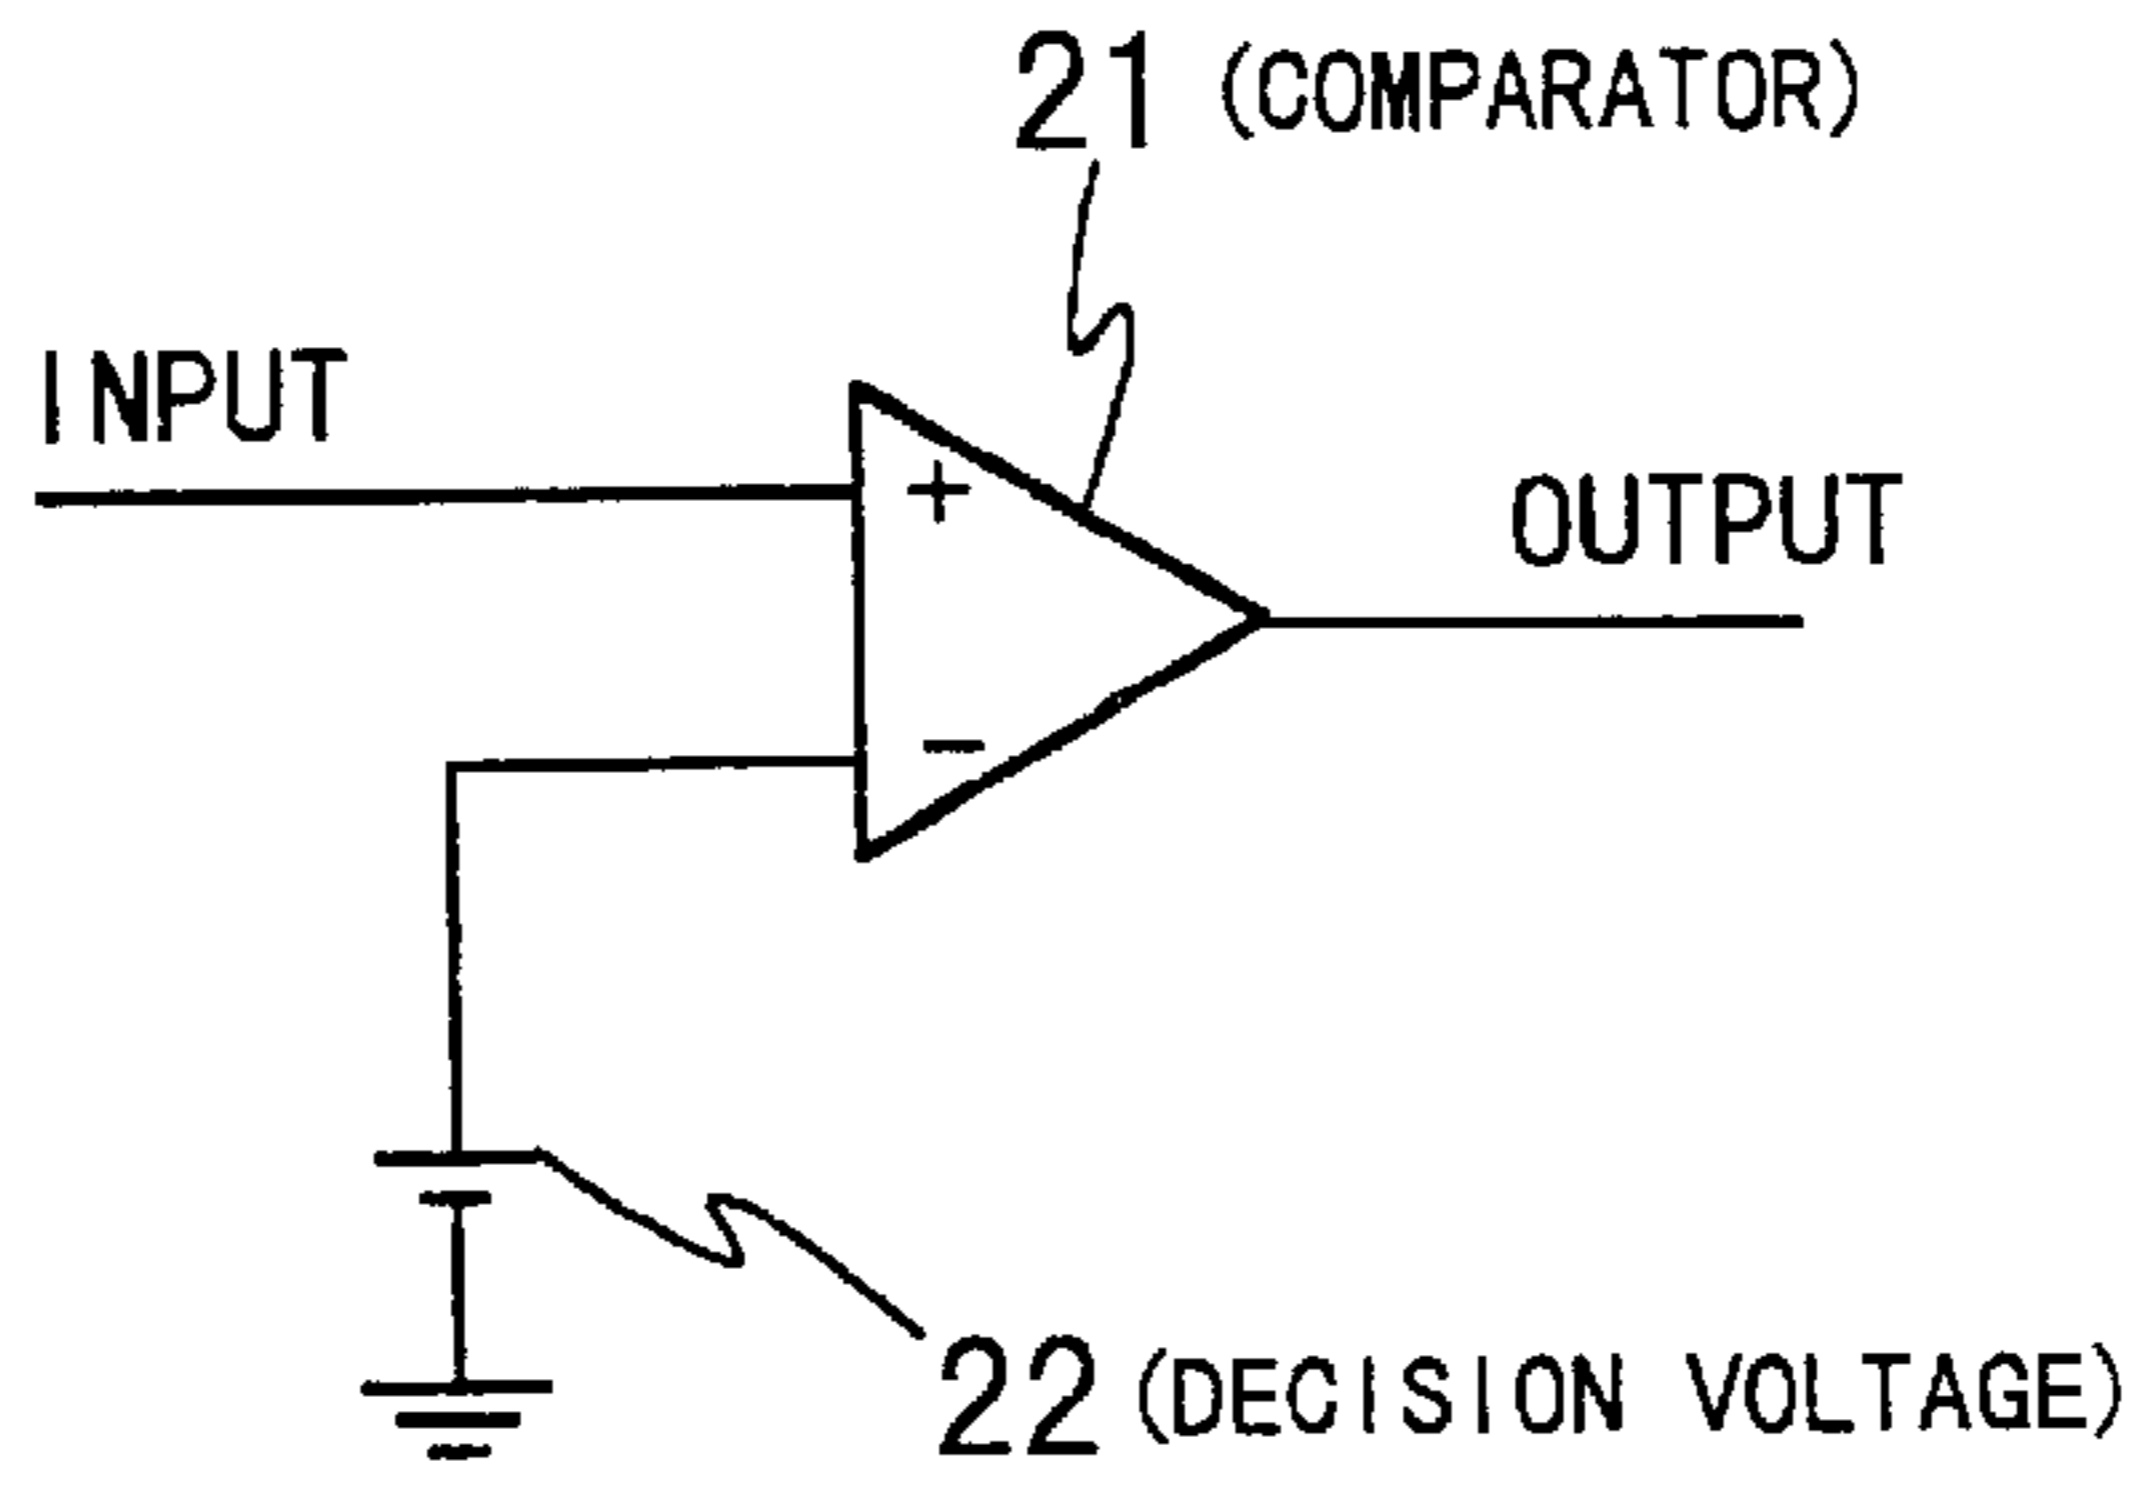 21 (COMPARATOR)
INPUT
+
OUTPUT
−
22 (DECISION VOLTAGE)